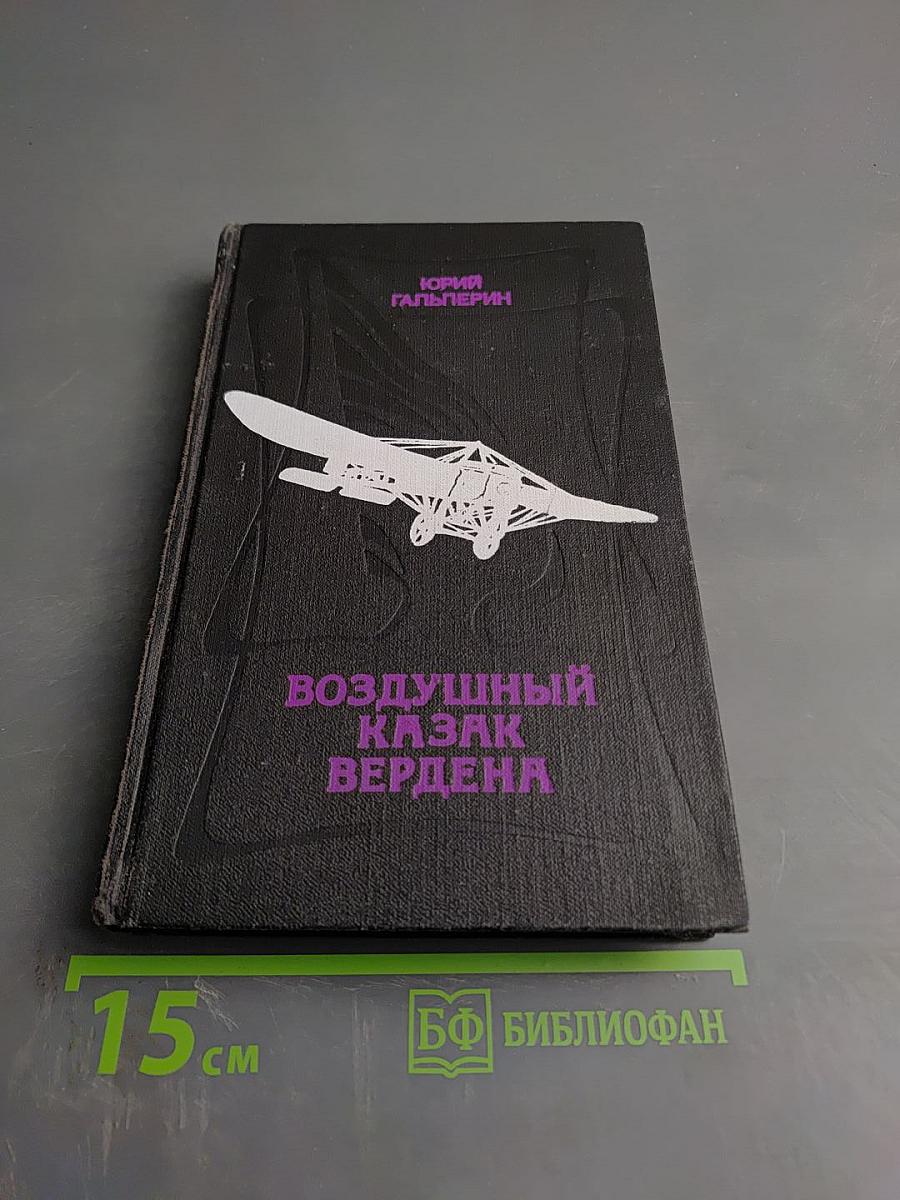 ЮРИЙ
ГАЛЬПЕРИН
ВОЗДУШНЫЙ
КАЗАК
ВЕРДЕНА
15 см
БФ БИБЛИОФАН